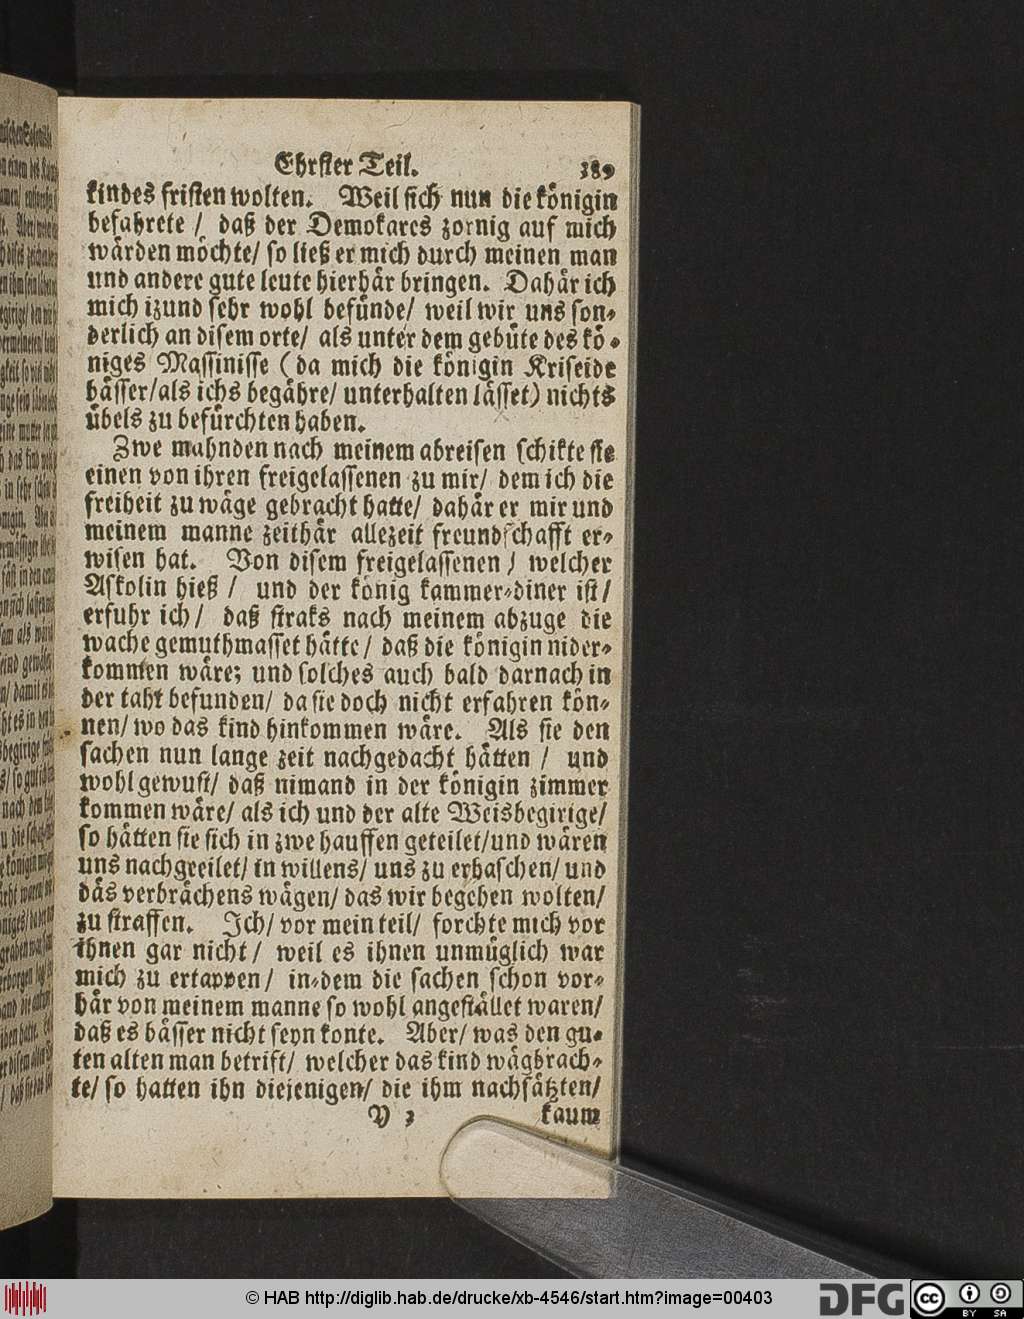 Ehrster Teil. 389
kindes fristen wolten. Weil sich nun die königin
befahrete / daß der Demokares zornig auf mich
wärden möchte/ so ließ er mich durch meinen man
und andere gute leute hierhär bringen. Dahär ich
mich izund sehr wohl befünde/ weil wir uns son⸗
derlich an disem orte/ als unter dem gebüte des kö⸗
niges Massinisse (da mich die königin Kriseide
bässer/als ichs begähre/ unterhalten lässet) nichts
übels zu befürchten haben.
Zwe mahnden nach meinem abreisen schikte sie
einen von ihren freigelassenen zu mir/ dem ich die
freiheit zu wäge gebracht hatte/ dahär er mir und
meinem manne zeithär allezeit freundschafft er⸗
wisen hat. Von disem freigelassenen / welcher
Askolin hieß / und der könig kammer⸗diner ist/
erfuhr ich/ daß straks nach meinem abzuge die
wache gemuthmasset hätte/ daß die königin nider⸗
kommen wäre; und solches auch bald darnach in
der taht befunden/ da sie doch nicht erfahren kön⸗
nen/ wo das kind hinkommen wäre. Als sie den
sachen nun lange zeit nachgedacht hätten / und
wohl gewust/ daß nimand in der königin zimmer
kommen wäre/ als ich und der alte Weisbegirige/
so hätten sie sich in zwe hauffen geteilet/und wären
uns nachgeeilet/ in willens/ uns zu erhaschen/ und
das verbrächens wägen/ das wir begehen wolten/
zu straffen. Ich/ vor mein teil/ forchte mich vor
ihnen gar nicht/ weil es ihnen unmüglich war
mich zu ertappen/ in⸗dem die sachen schon vor⸗
här von meinem manne so wohl angestället waren/
daß es bässer nicht seyn konte. Aber/ was den gu⸗
ten alten man betrift/ welcher das kind wägbrach⸗
te/ so hatten ihn diejenigen/ die ihm nachsätzten/
V 3 kaum
© HAB http://diglib.hab.de/drucke/xb-4546/start.htm?image=00403
DFG
cc
BY SA